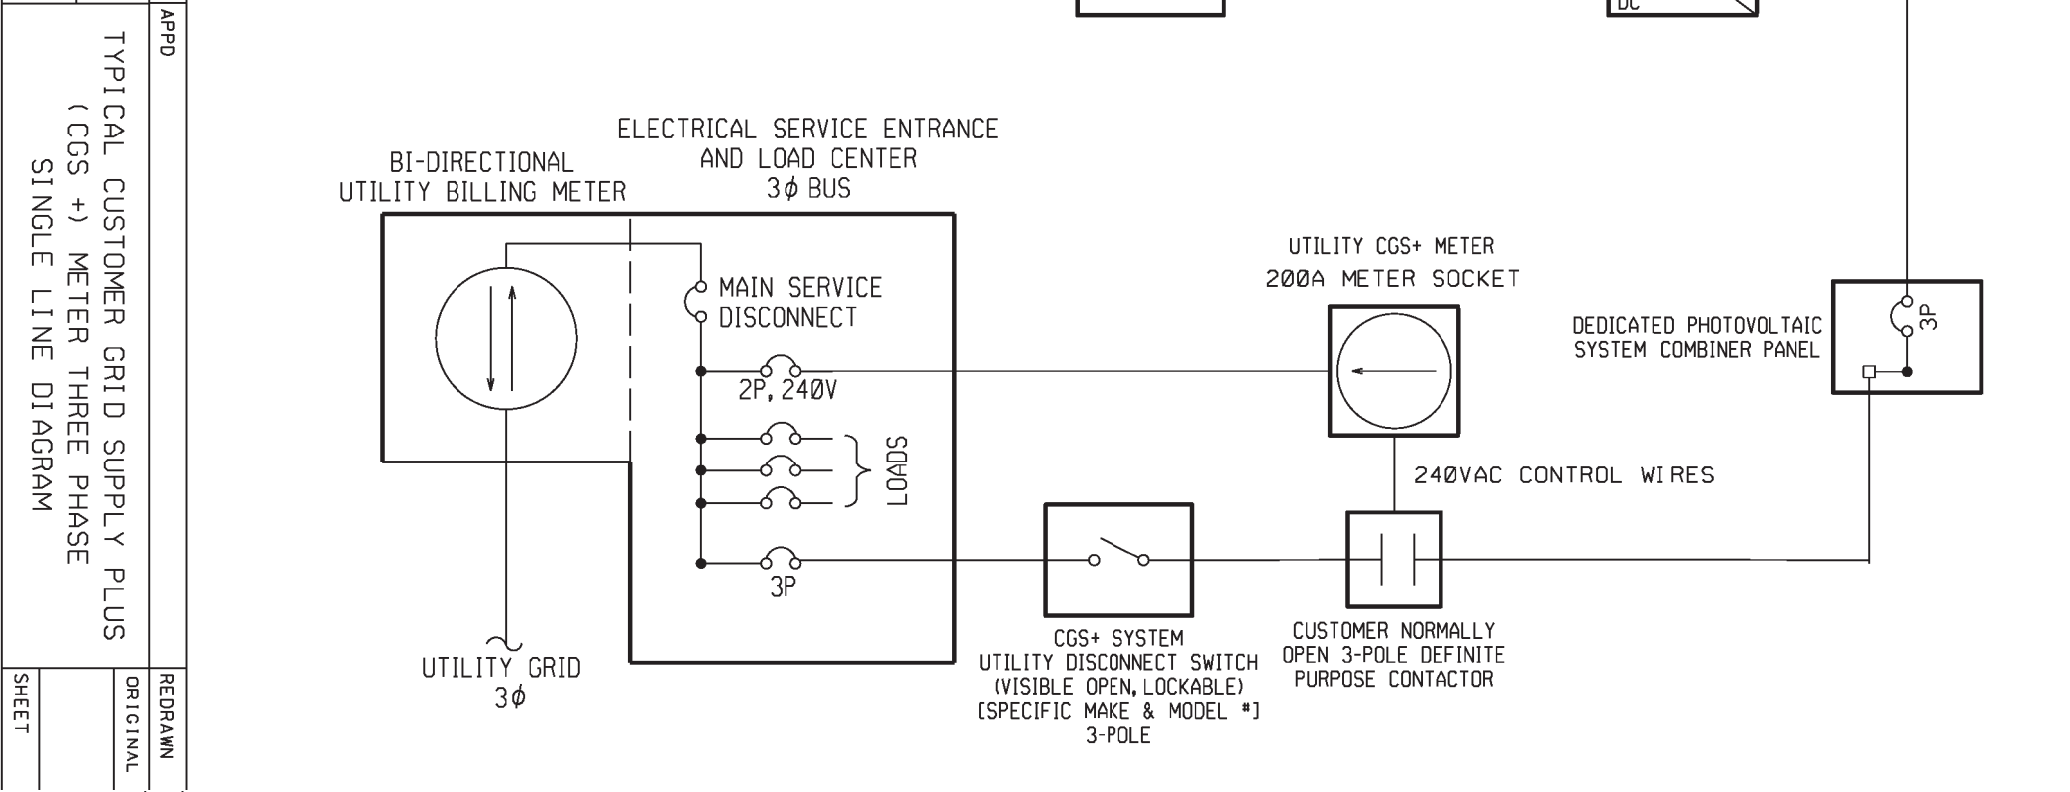 APPD
TYPICAL CUSTOMER GRID SUPPLY PLUS
(CGS +) METER THREE PHASE
SINGLE LINE DIAGRAM
REDRAWN
ORIGINAL
SHEET
DC
ELECTRICAL SERVICE ENTRANCE
AND LOAD CENTER
3ϕ BUS
BI-DIRECTIONAL
UTILITY BILLING METER
MAIN SERVICE
DISCONNECT
2P, 240V
LOADS
3P
UTILITY GRID
3ϕ
UTILITY CGS+ METER
200A METER SOCKET
DEDICATED PHOTOVOLTAIC
SYSTEM COMBINER PANEL
3P
240VAC CONTROL WIRES
CGS+ SYSTEM
UTILITY DISCONNECT SWITCH
(VISIBLE OPEN, LOCKABLE)
[SPECIFIC MAKE & MODEL #]
3-POLE
CUSTOMER NORMALLY
OPEN 3-POLE DEFINITE
PURPOSE CONTACTOR